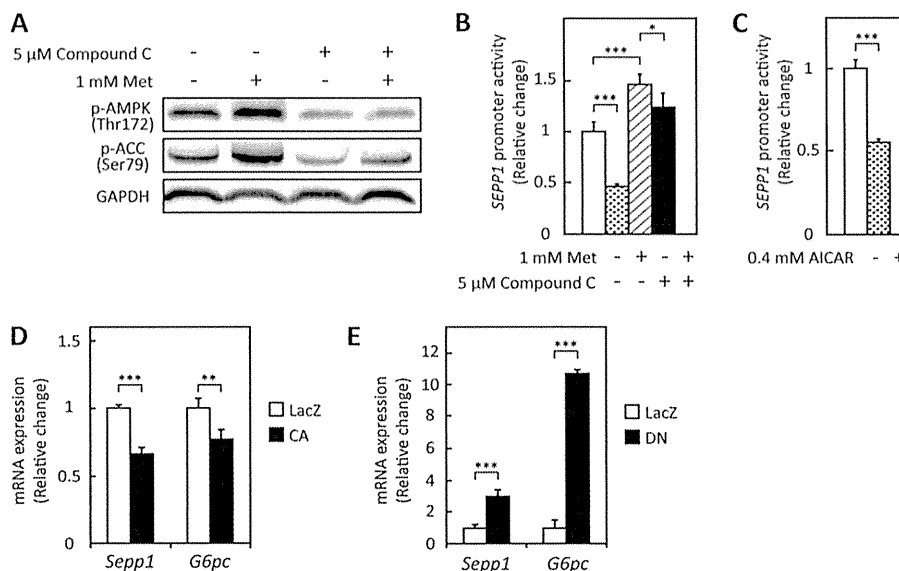 A
5 μM Compound C - - + +
1 mM Met - + - +
p-AMPK
(Thr172)
p-ACC
(Ser79)
GAPDH
B
SEPP1 promoter activity
(Relative change)
1.5
1
0.5
0
***
***
*
1 mM Met - + - +
5 μM Compound C - - + +
C
SEPP1 promoter activity
(Relative change)
1
0.5
0
***
0.4 mM AICAR - +
D
mRNA expression
(Relative change)
1.5
1
0.5
0
***
**
Sepp1 G6pc
LacZ
CA
E
mRNA expression
(Relative change)
12
10
8
6
4
2
0
***
***
Sepp1 G6pc
LacZ
DN